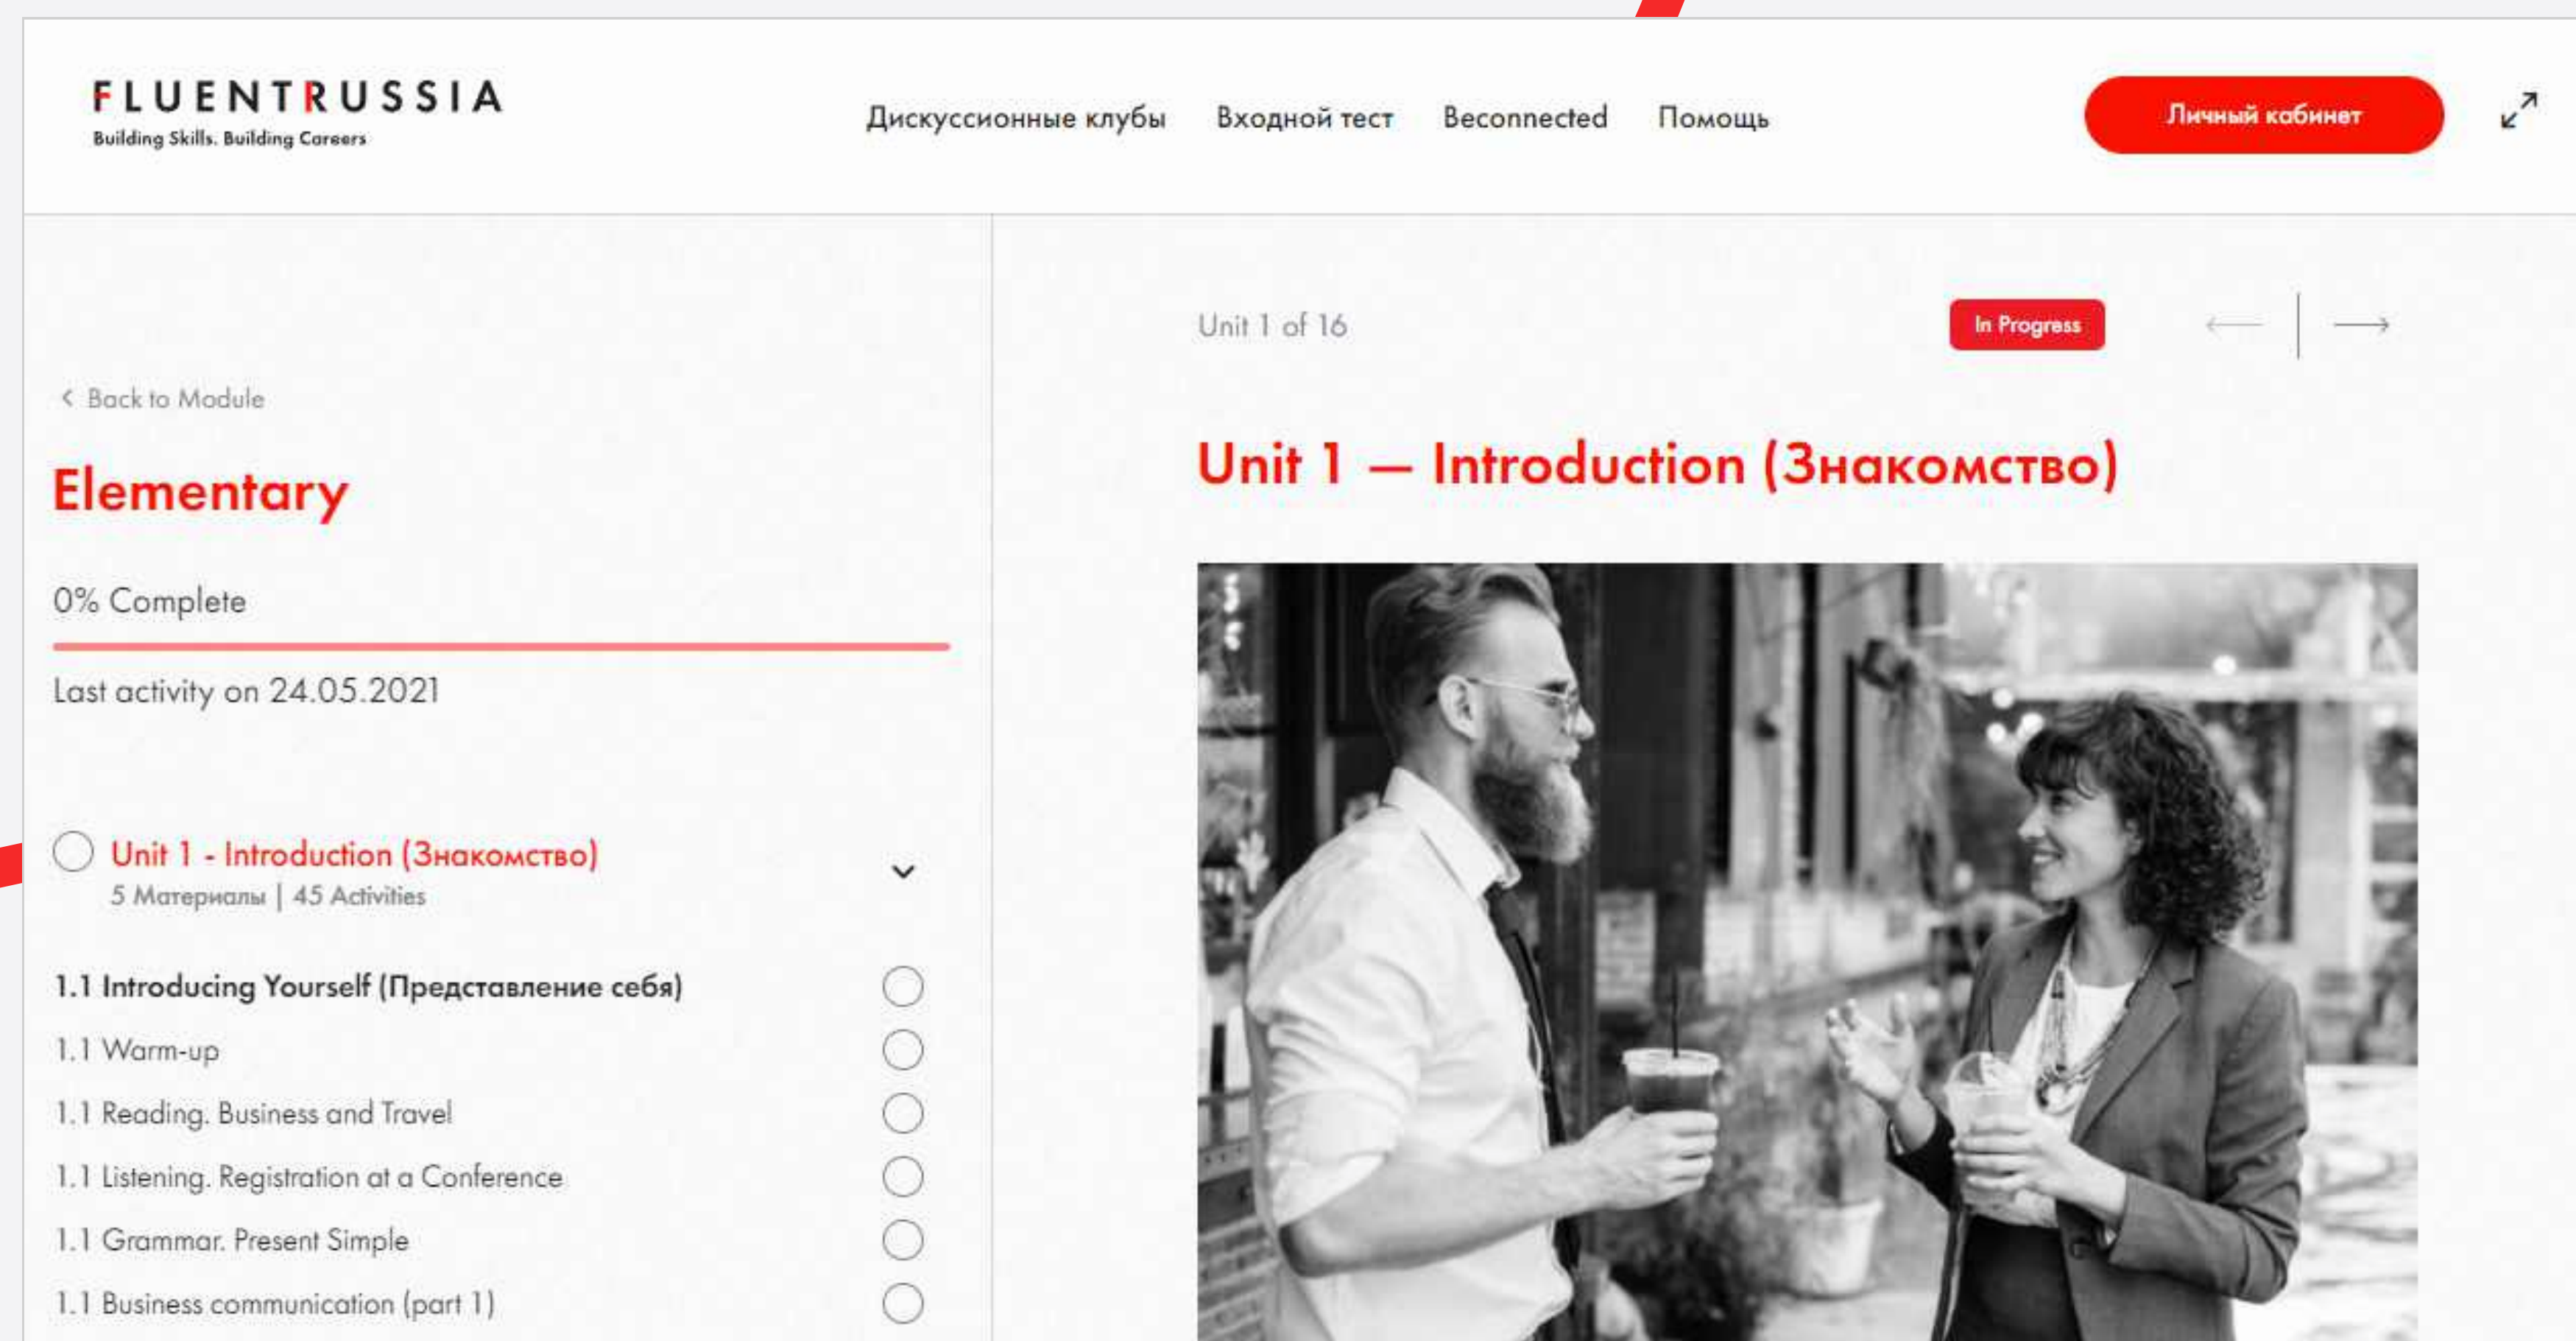 FLUENTRUSSIA
Building Skills. Building Careers
Дискуссионные клубы
Входной тест
Beconnected
Помощь
Личный кабинет
Back to Module
Elementary
0% Complete
Last activity on 24.05.2021
Unit 1 - Introduction (Знакомство)
5 Материалы | 45 Activities
1.1 Introducing Yourself (Представление себя)
1.1 Warm-up
1.1 Reading. Business and Travel
1.1 Listening. Registration at a Conference
1.1 Grammar. Present Simple
1.1 Business communication (part 1)
Unit 1 of 16
In Progress
Unit 1 — Introduction (Знакомство)